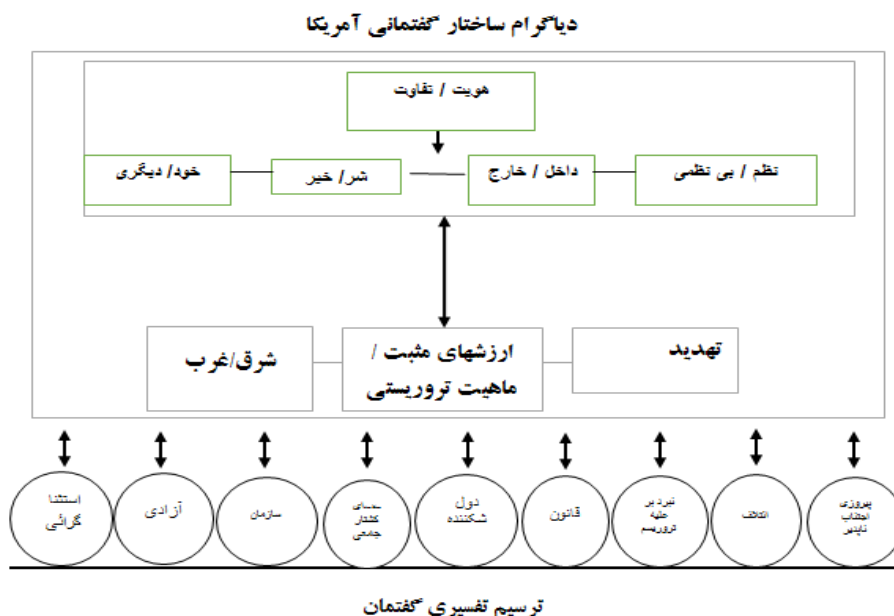 دیاگرام ساختار گفتمانی آمریکا
هویت / تفاوت
نظم / بی نظمی
داخل / خارج
شر/ خیر
خود/ دیگری
تهدید
ارزشهای مثبت /
ماهیت تروریستی
شرق/غرب
پیروزی
اجتناب
ناپذیر
ائتلاف
نبرد بر
علیه
تروریسم
قانون
دول
شکننده
کشتار
جمعی
سازمان
آزادی
استثنا
گرائی
ترسیم تفسیری گفتمان